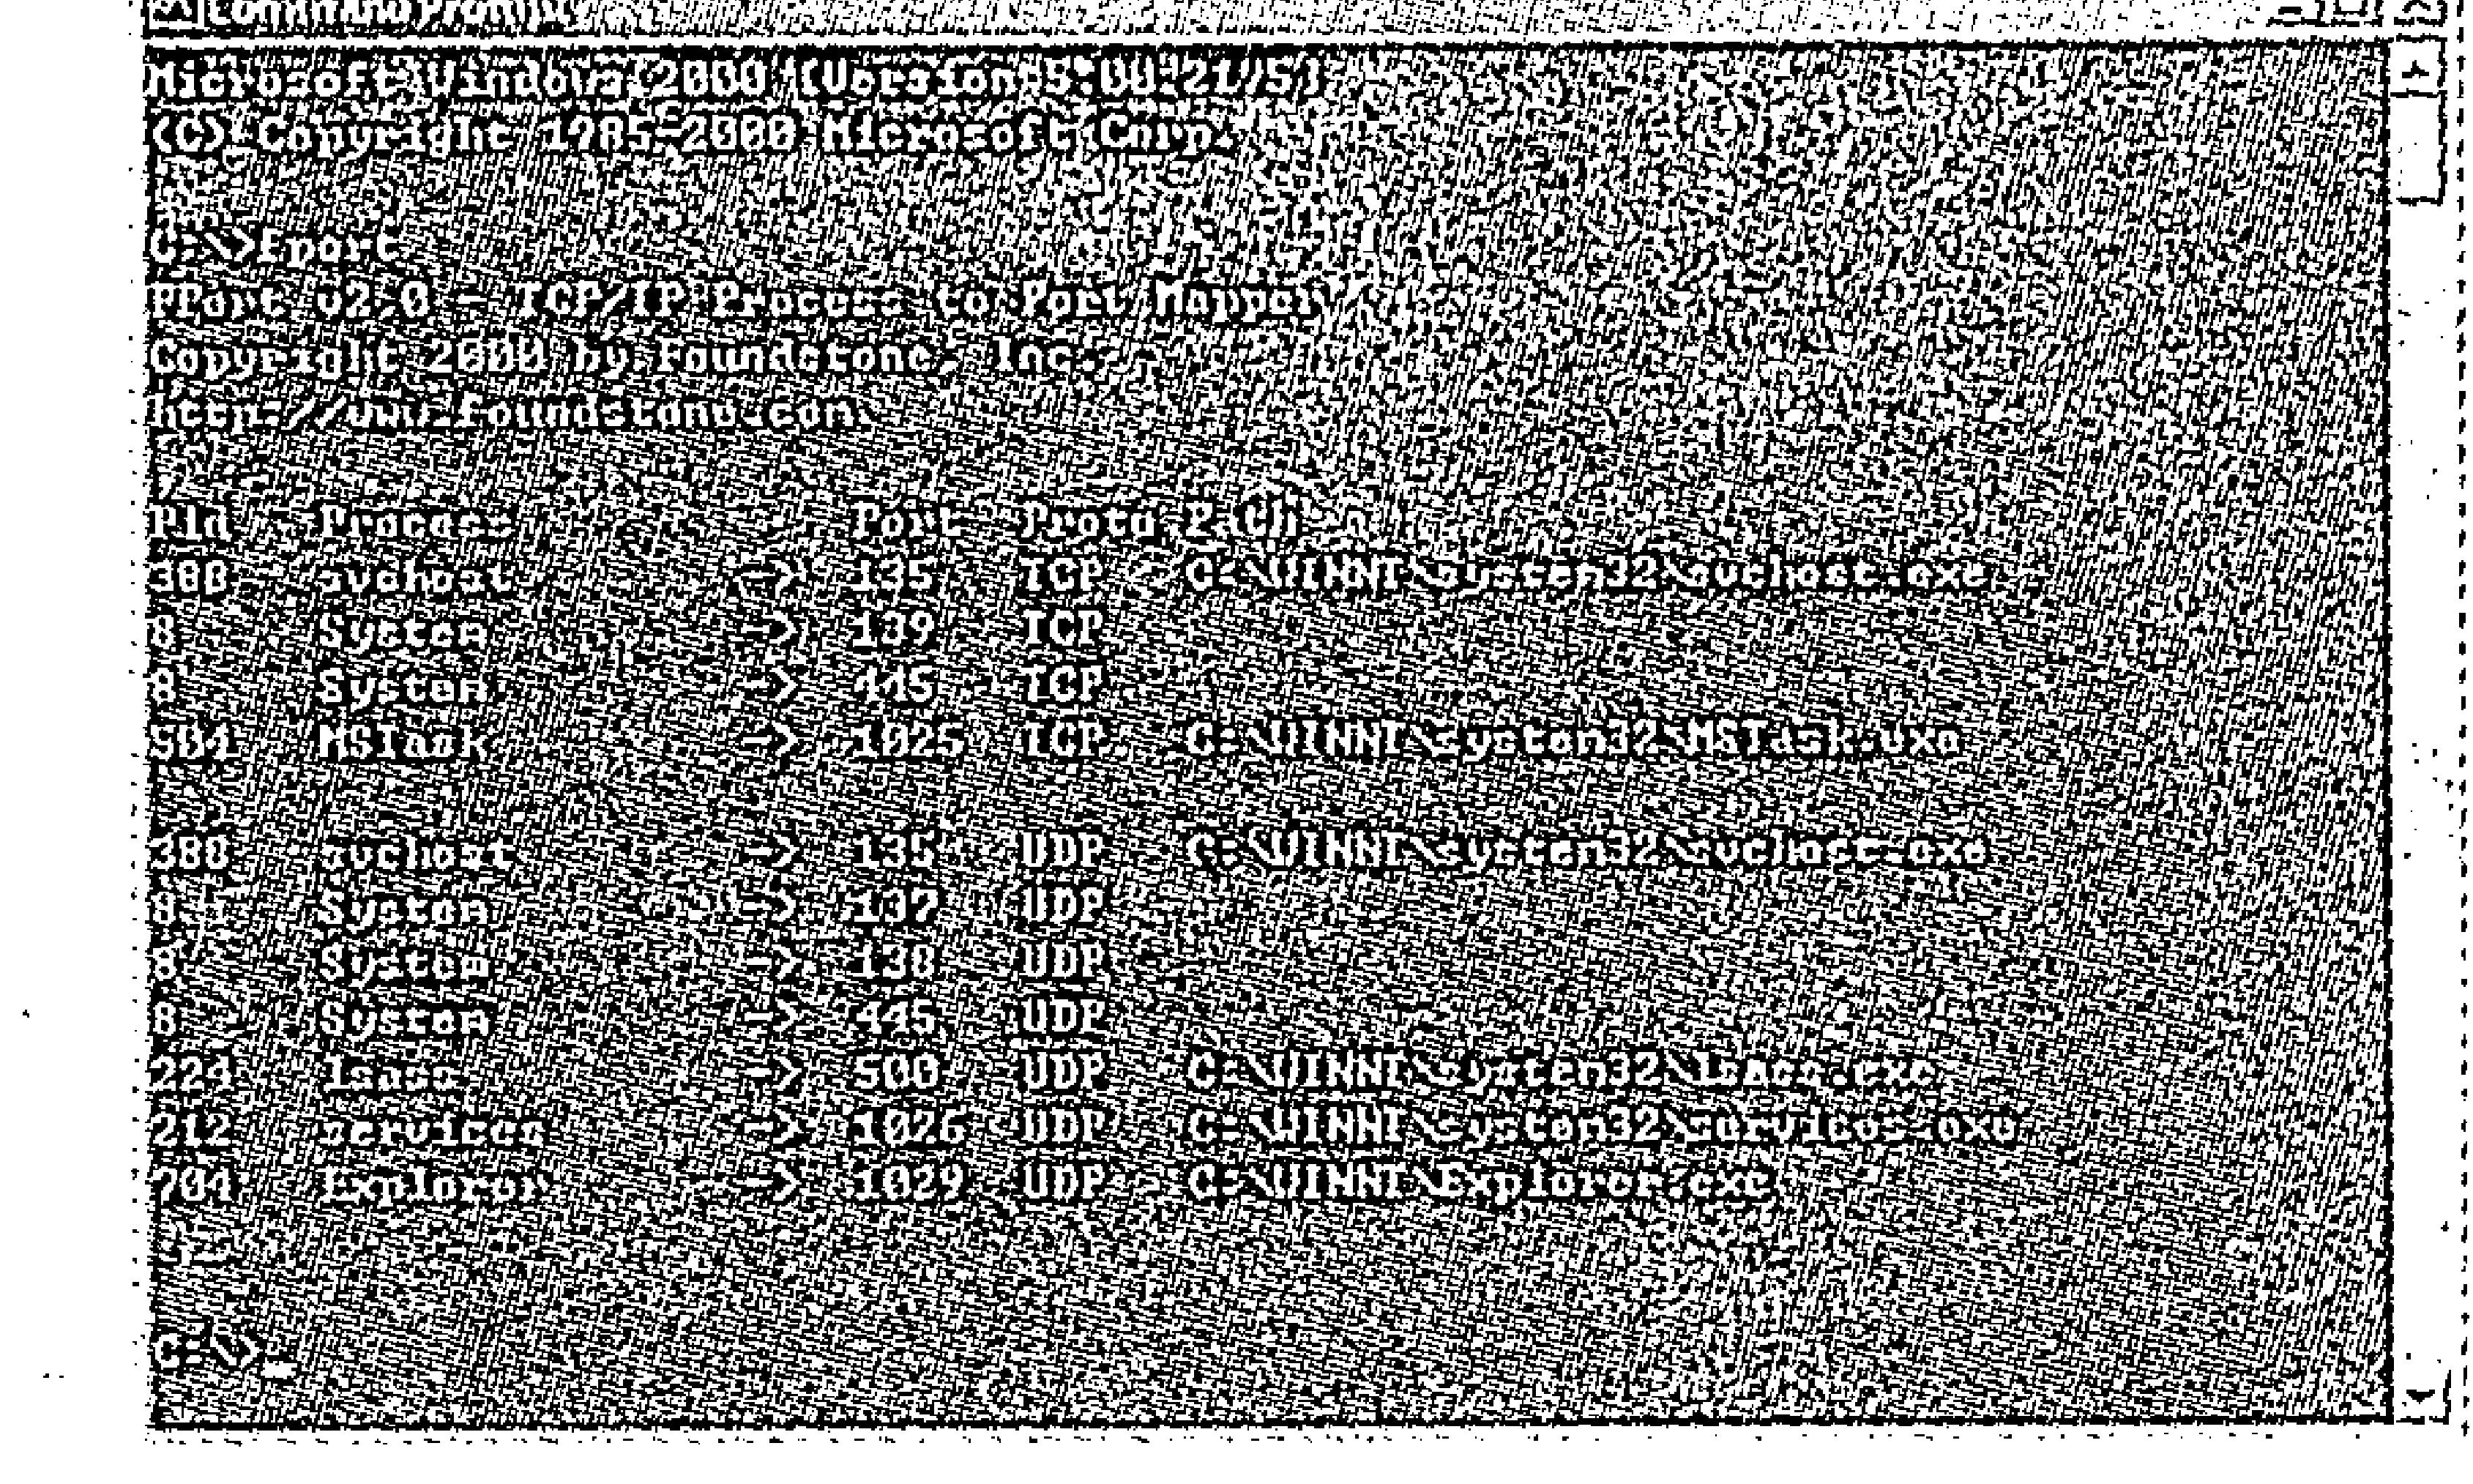 Command Prompt
Microsoft Windows 2000 [Version 5.00.2195]
(C) Copyright 1985-2000 Microsoft Corp.
C:\>Fport
FPort v2.0 - TCP/IP Process to Port Mapper
Copyright 2000 by Foundstone, Inc.
http://www.foundstone.com
Pid Process Port Proto Path
380 svchost -> 135 TCP C:\WINNT\system32\svchost.exe
8 System -> 139 TCP
8 System -> 445 TCP
504 MSTask -> 1025 TCP C:\WINNT\system32\MSTask.exe
380 svchost -> 135 UDP C:\WINNT\system32\svchost.exe
8 System -> 137 UDP
8 System -> 138 UDP
8 System -> 445 UDP
224 lsass -> 500 UDP C:\WINNT\system32\lsass.exe
212 services -> 1026 UDP C:\WINNT\system32\services.exe
704 Explorer -> 1029 UDP C:\WINNT\Explorer.exe
C:\>_